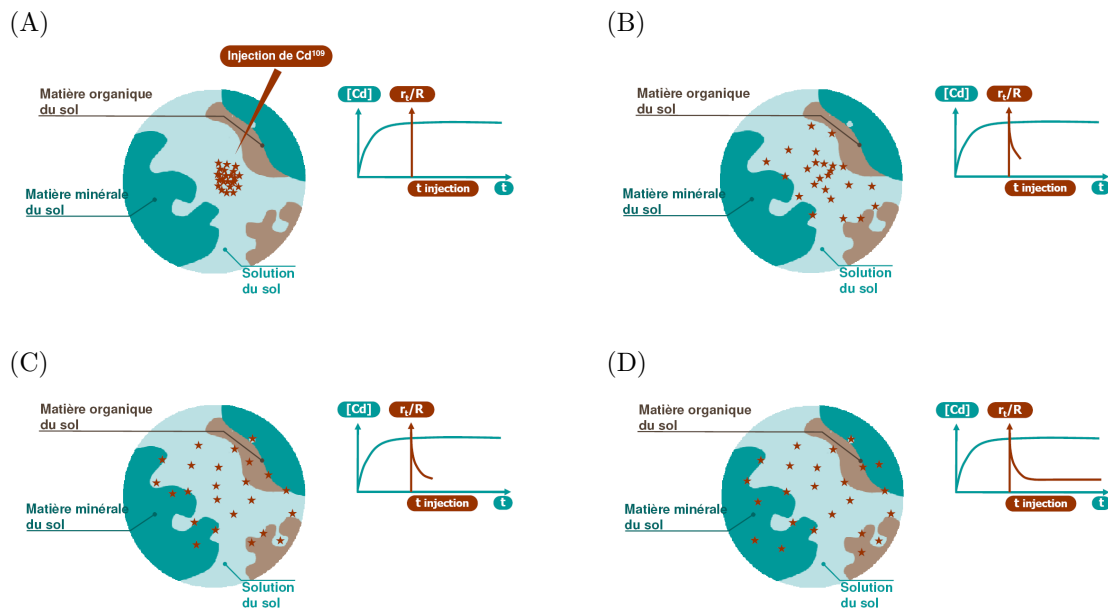 (A)
Injection de Cd¹⁰⁹
Matière organique
du sol
[Cd]
rₜ/R
Matière minérale
du sol
t injection
t
Solution
du sol
(B)
Matière organique
du sol
[Cd]
rₜ/R
Matière minérale
du sol
t injection
t
Solution
du sol
(C)
Matière organique
du sol
[Cd]
rₜ/R
Matière minérale
du sol
t injection
t
Solution
du sol
(D)
Matière organique
du sol
[Cd]
rₜ/R
Matière minérale
du sol
t injection
t
Solution
du sol